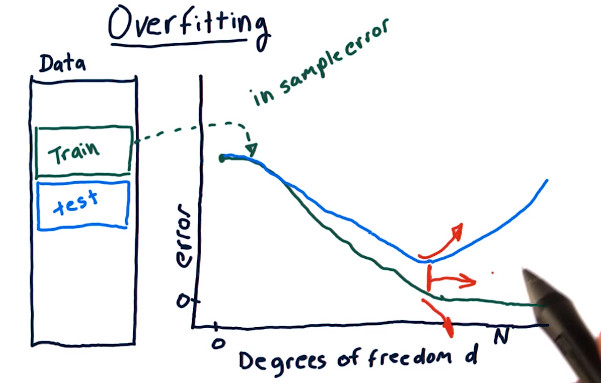 Overfitting
Data
in sample error
Train
test
error
0
0
N
Degrees of freedom d